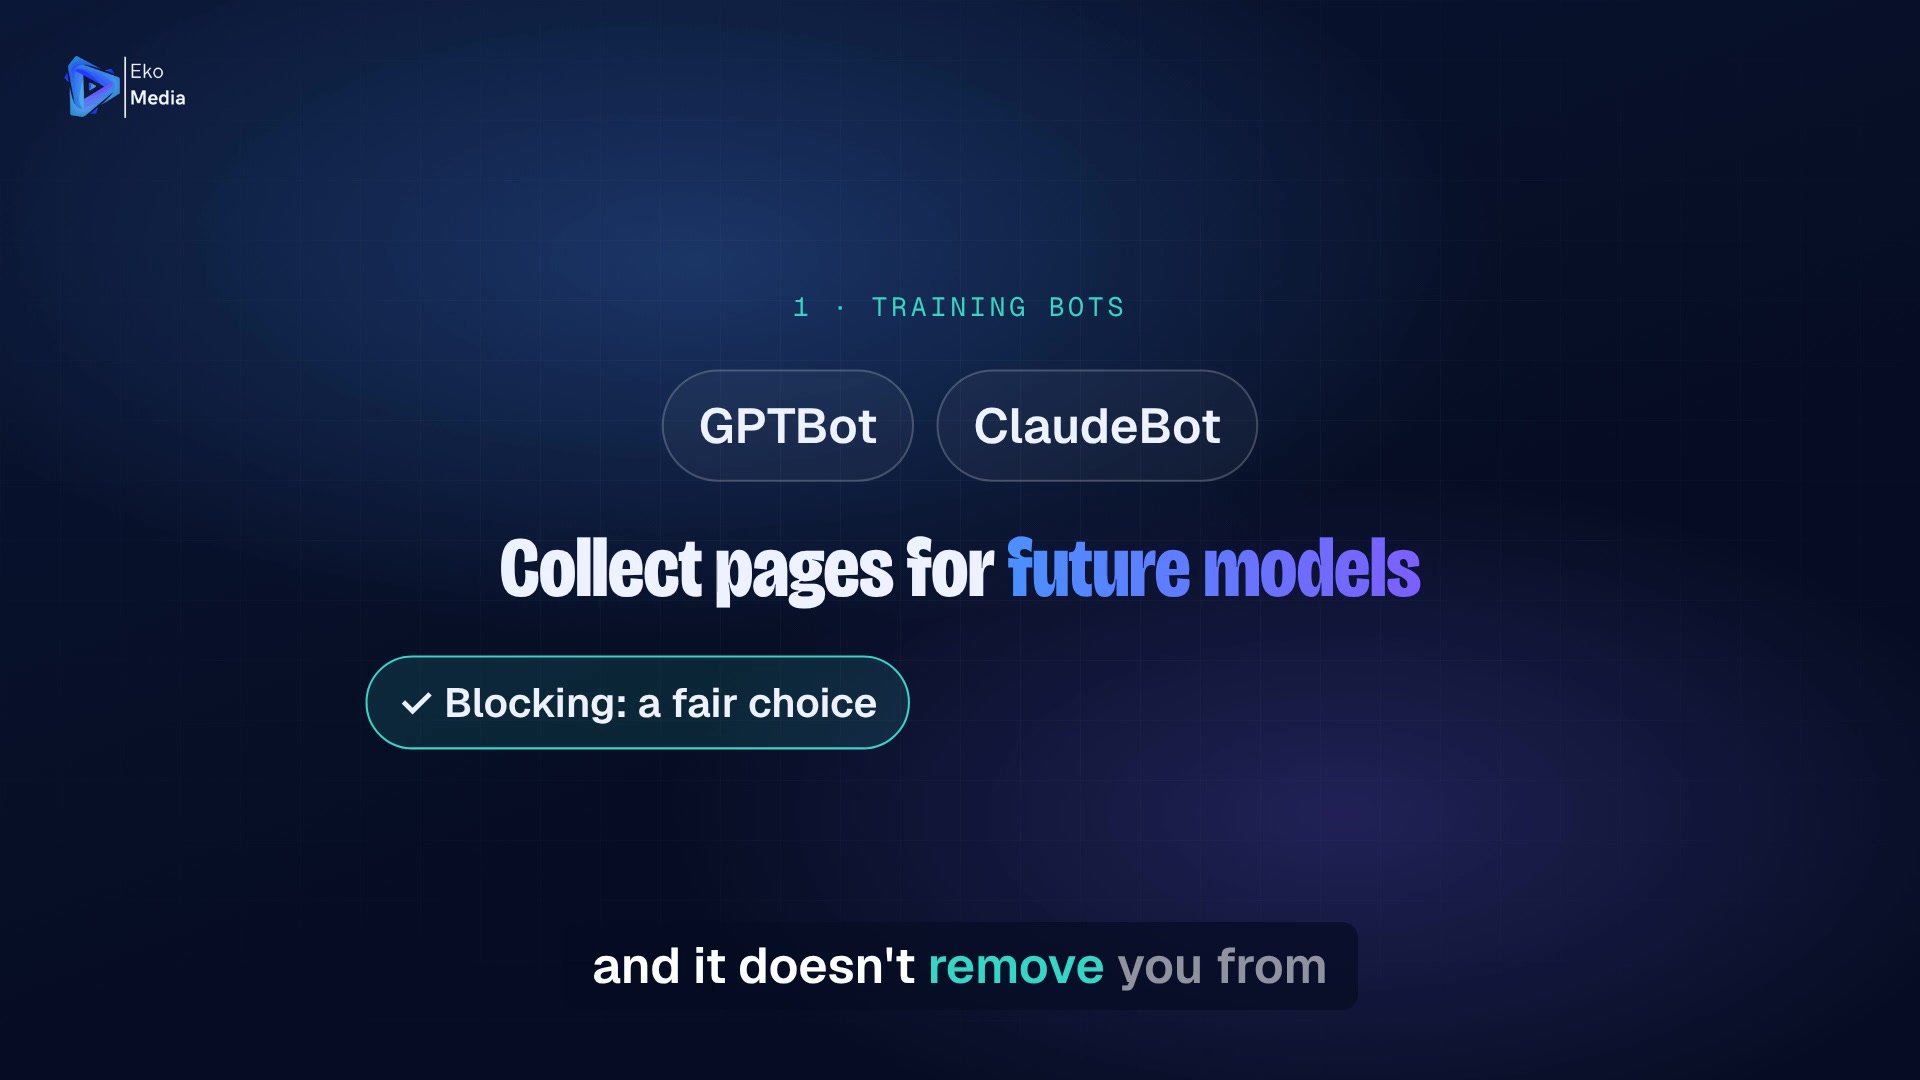 Eko
Media
1 · TRAINING BOTS
GPTBot ClaudeBot
Collect pages for future models
✓ Blocking: a fair choice
and it doesn't remove you from